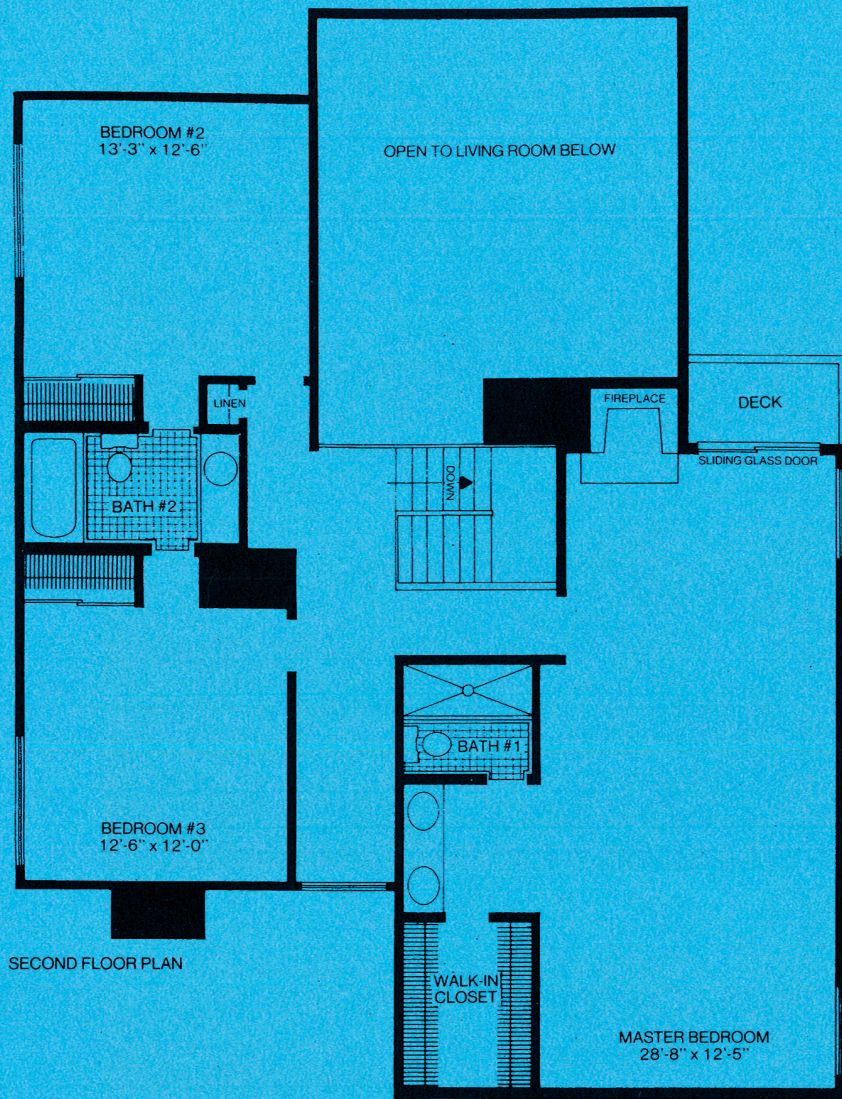 BEDROOM #2
13'-3" x 12'-6"
OPEN TO LIVING ROOM BELOW
LINEN
FIREPLACE
DECK
SLIDING GLASS DOOR
DOWN
BATH #2
BATH #1
BEDROOM #3
12'-6" x 12'-0"
SECOND FLOOR PLAN
WALK-IN
CLOSET
MASTER BEDROOM
28'-8" x 12'-5"